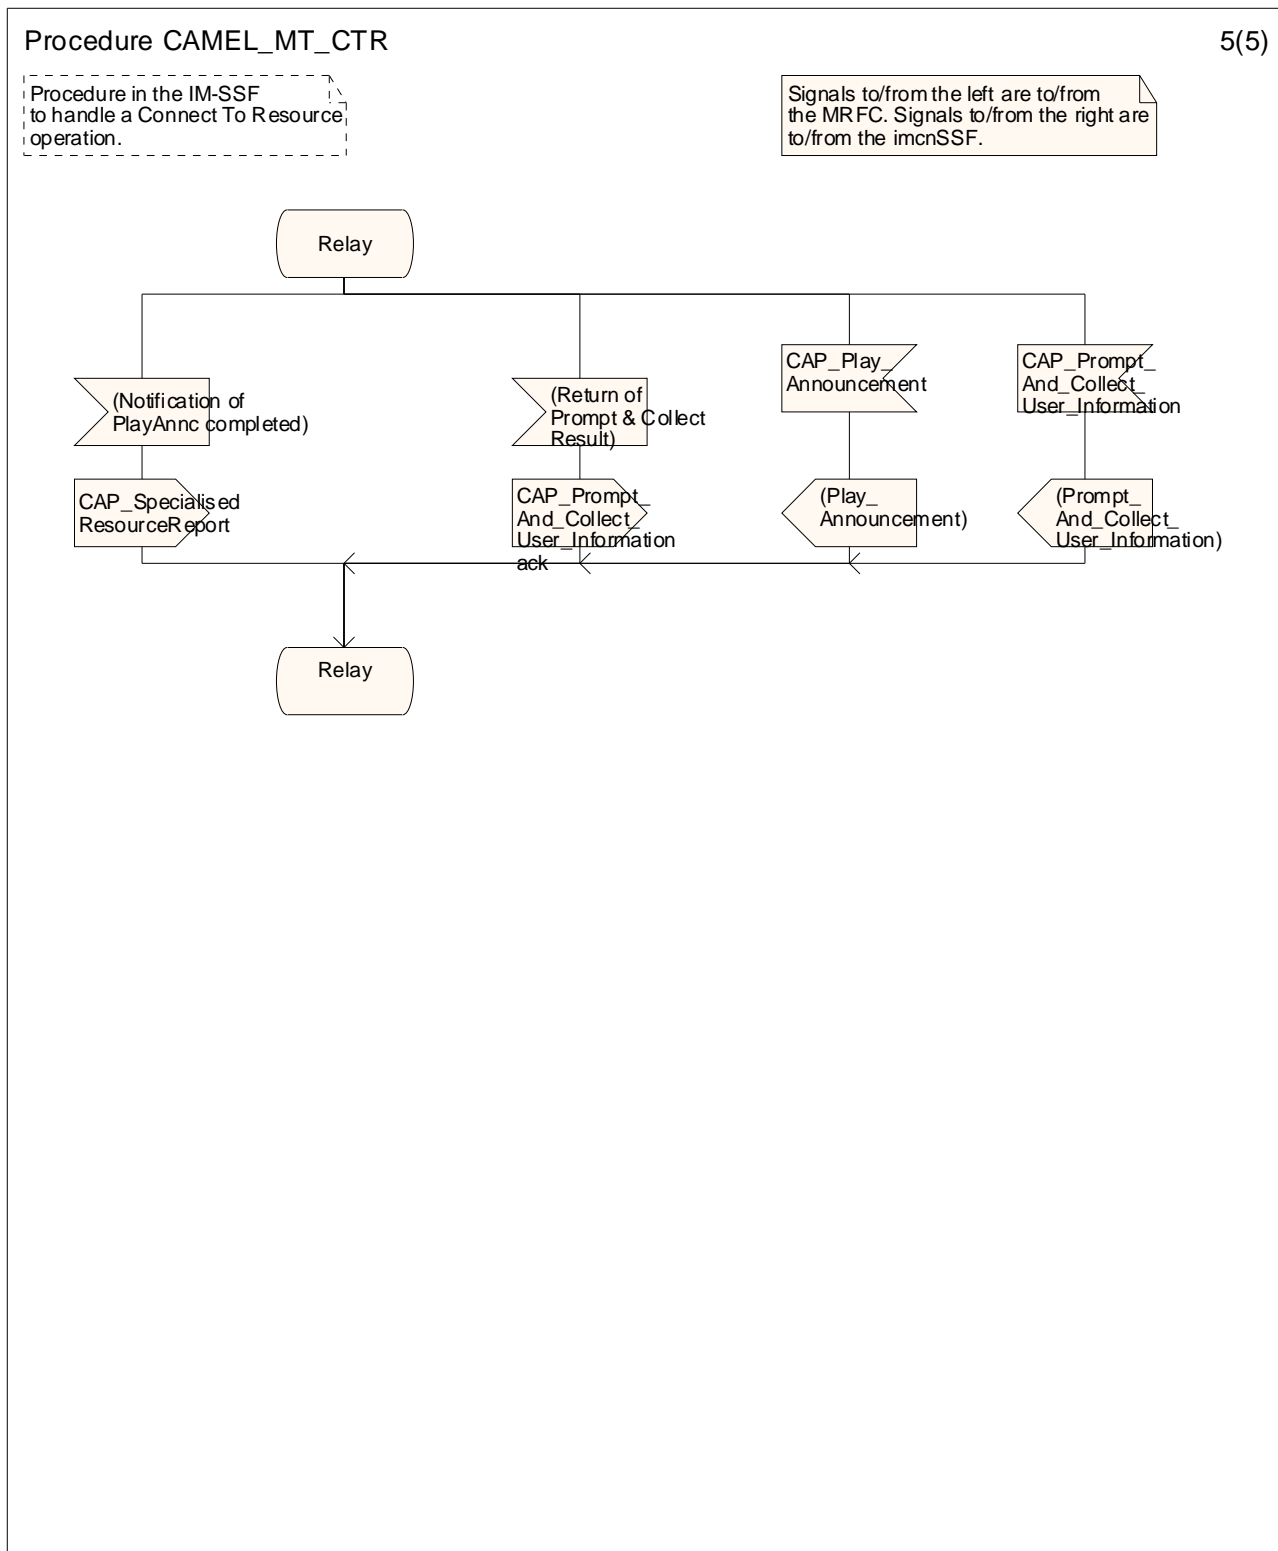 Procedure CAMEL_MT_CTR
5(5)
Procedure in the IM-SSF
to handle a Connect To Resource
operation.
Signals to/from the left are to/from
the MRFC. Signals to/from the right are
to/from the imcnSSF.
Relay
(Notification of
PlayAnnc completed)
(Return of
Prompt & Collect
Result)
CAP_Play_
Announcement
CAP_Prompt_
And_Collect_
User_Information
CAP_Specialised
ResourceReport
CAP_Prompt_
And_Collect_
User_Information
ack
(Play_
Announcement)
(Prompt_
And_Collect_
User_Information)
Relay